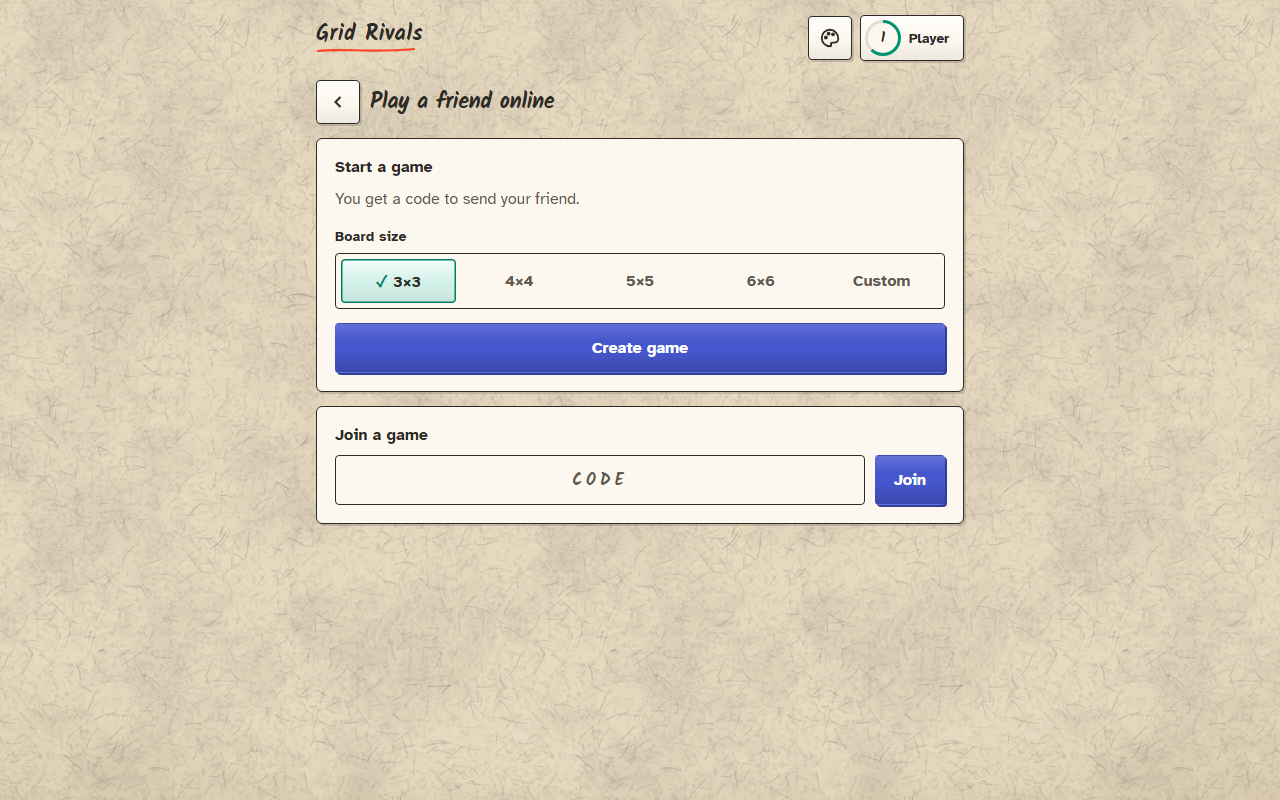 Grid Rivals
1 Player
Play a friend online
Start a game
You get a code to send your friend.
Board size
✓ 3×3 4×4 5×5 6×6 Custom
Create game
Join a game
CODE Join